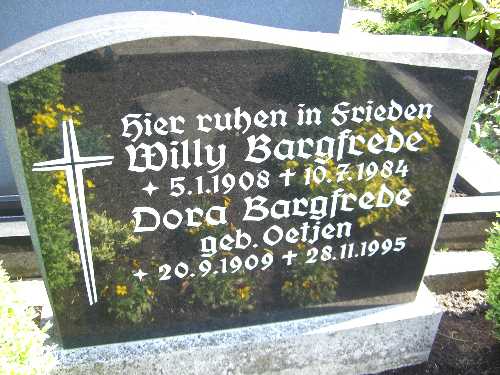 Hier ruhen in Frieden
Willy Bargfrede
✦ 5.1.1908 ✝ 10.7.1984
Dora Bargfrede
geb. Oetjen
✦ 20.9.1909 ✝ 28.11.1995